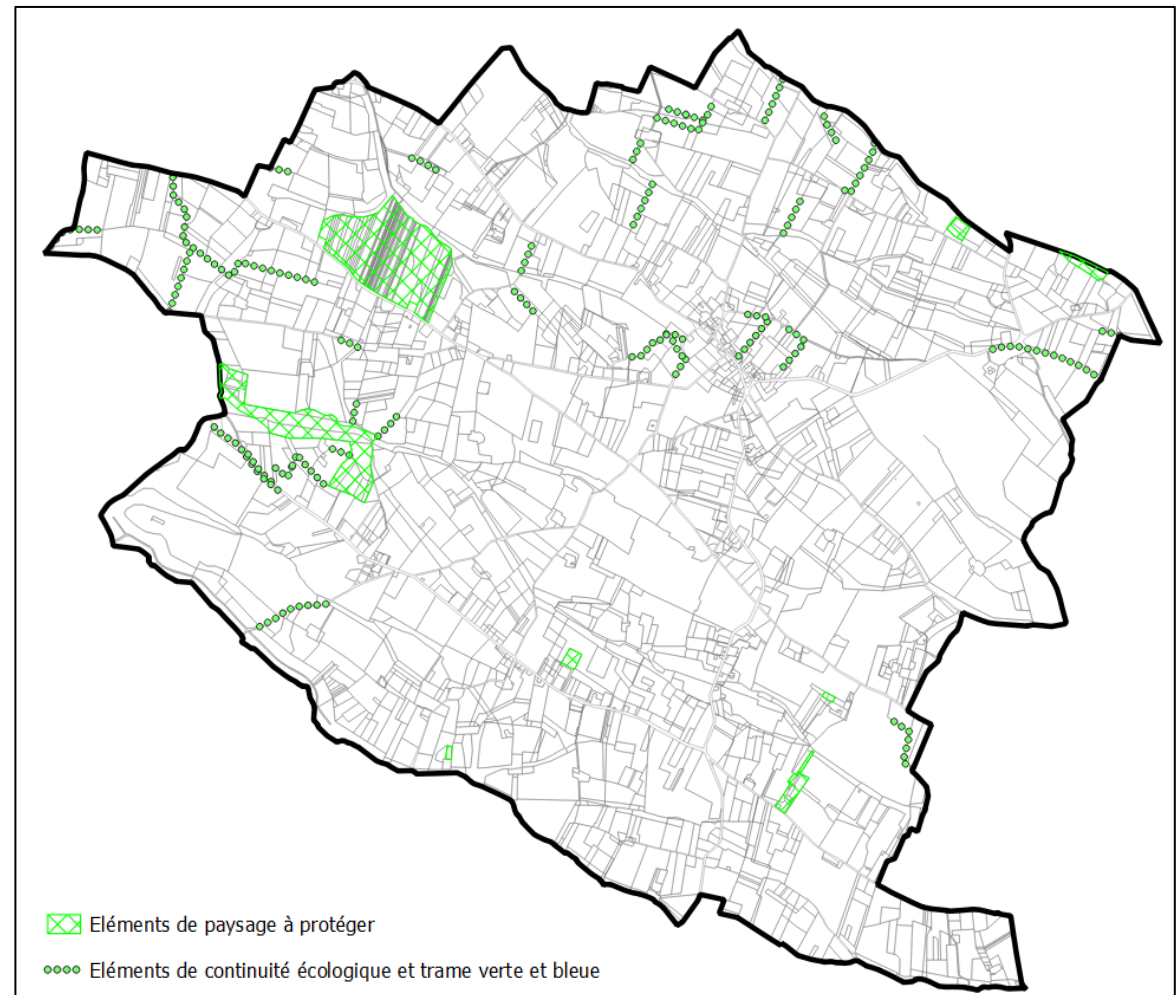 Eléments de paysage à protéger
Eléments de continuité écologique et trame verte et bleue